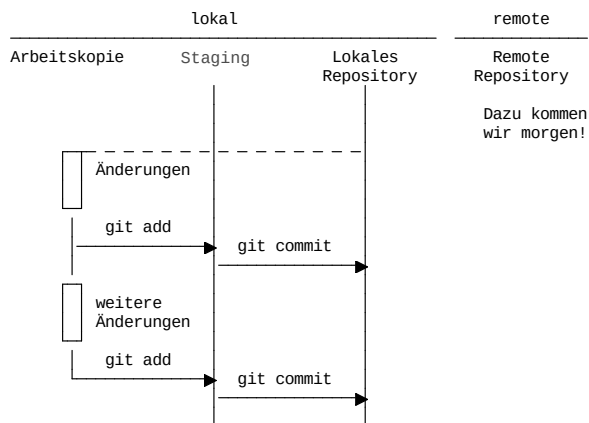 lokal
remote
Arbeitskopie
Staging
Lokales
Repository
Remote
Repository
Dazu kommen
wir morgen!
Änderungen
git add
git commit
weitere
Änderungen
git add
git commit